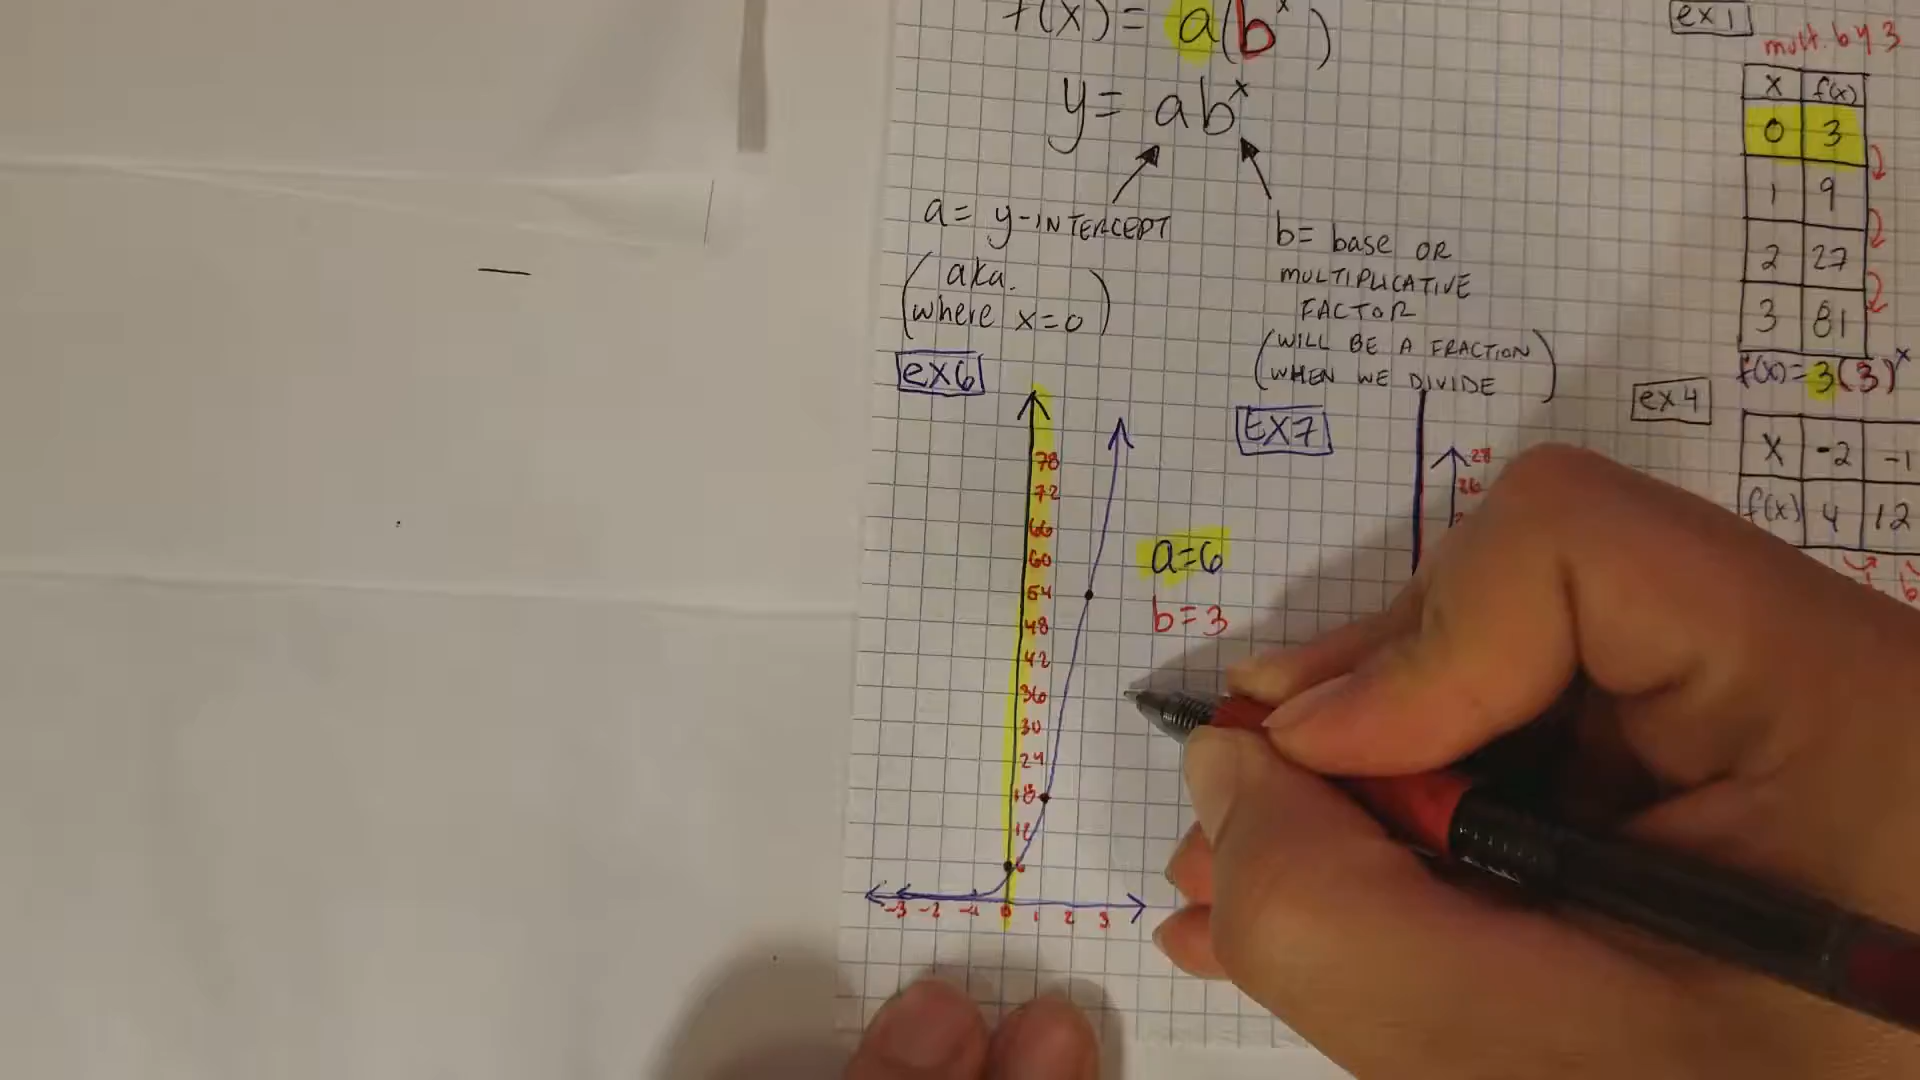 f(x) = a(b^x)
y = ab^x
a = y-INTERCEPT
(aka.
where x=0)
b = base OR
MULTIPLICATIVE
FACTOR
(WILL BE A FRACTION
WHEN WE DIVIDE)
ex6
78
72
66
60
54
48
42
36
30
24
18
12
6
-3 -2 -1 0 1 2 3
a=6
b=3
EX7
28
26
ex1
mult. by 3
x f(x)
0 3
1 9
2 27
3 81
f(x)=3(3)^x
ex4
X -2 -1
f(x) 4 12